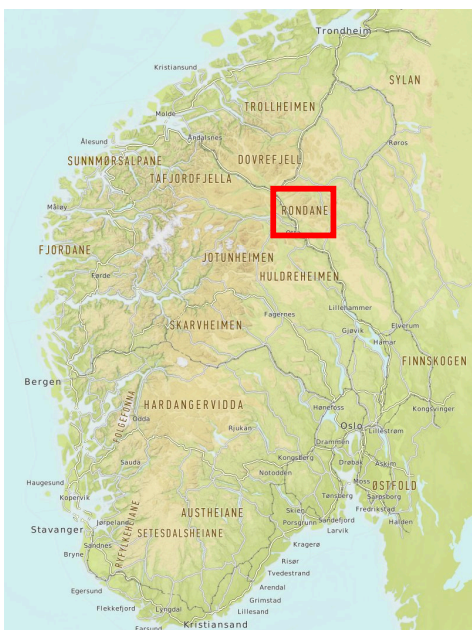 Trondheim
SYLAN
Kristiansund
TROLLHEIMEN
Molde
Åndalsnes
Ålesund
Røros
DOVREFJELL
SUNNMØRSALPANE
TAFJORDFJELLA
Måløy
RONDANE
Otta
FJORDANE
JOTUNHEIMEN
Førde
HULDREHEIMEN
Lillehammer
Fagernes
SKARVHEIMEN
Gjøvik
Elverum
Hamar
FINNSKOGEN
Bergen
FOLGEFONNA
HARDANGERVIDDA
Hønefoss
Kongsvinger
Odda
Rjukan
Oslo
Lillestrøm
Drammen
Sauda
Kongsberg
Drøbak
Askim
Notodden
Haugesund
Moss
ØSTFOLD
Kopervik
Tønsberg
Sarpsborg
RYFYLKEHEIANE
AUSTHEIANE
Skien
Fredrikstad
Stavanger
Jørpeland
Porsgrunn
Sandefjord
Halden
SETESDALSHEIANE
Larvik
Sandnes
Kragerø
Bryne
Risør
Tvedestrand
Egersund
Arendal
Grimstad
Flekkefjord
Lyngdal
Lillesand
Farsund
Kristiansand